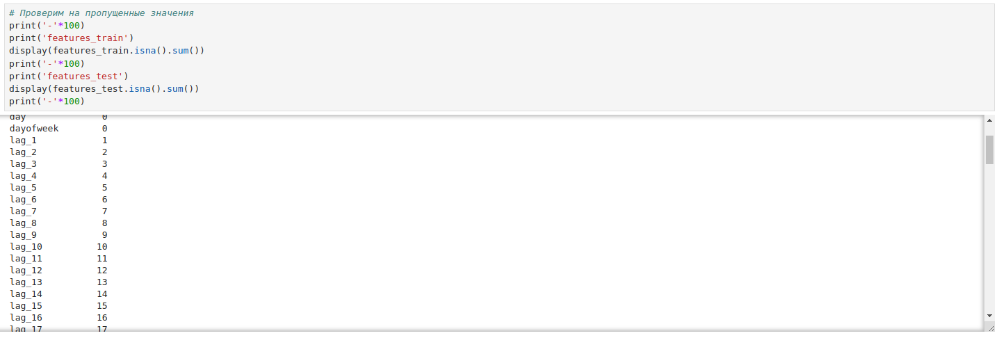 # Проверим на пропущенные значения
print('-'*100)
print('features_train')
display(features_train.isna().sum())
print('-'*100)
print('features_test')
display(features_test.isna().sum())
print('-'*100)
day 0
dayofweek 0
lag_1 1
lag_2 2
lag_3 3
lag_4 4
lag_5 5
lag_6 6
lag_7 7
lag_8 8
lag_9 9
lag_10 10
lag_11 11
lag_12 12
lag_13 13
lag_14 14
lag_15 15
lag_16 16
lag_17 17